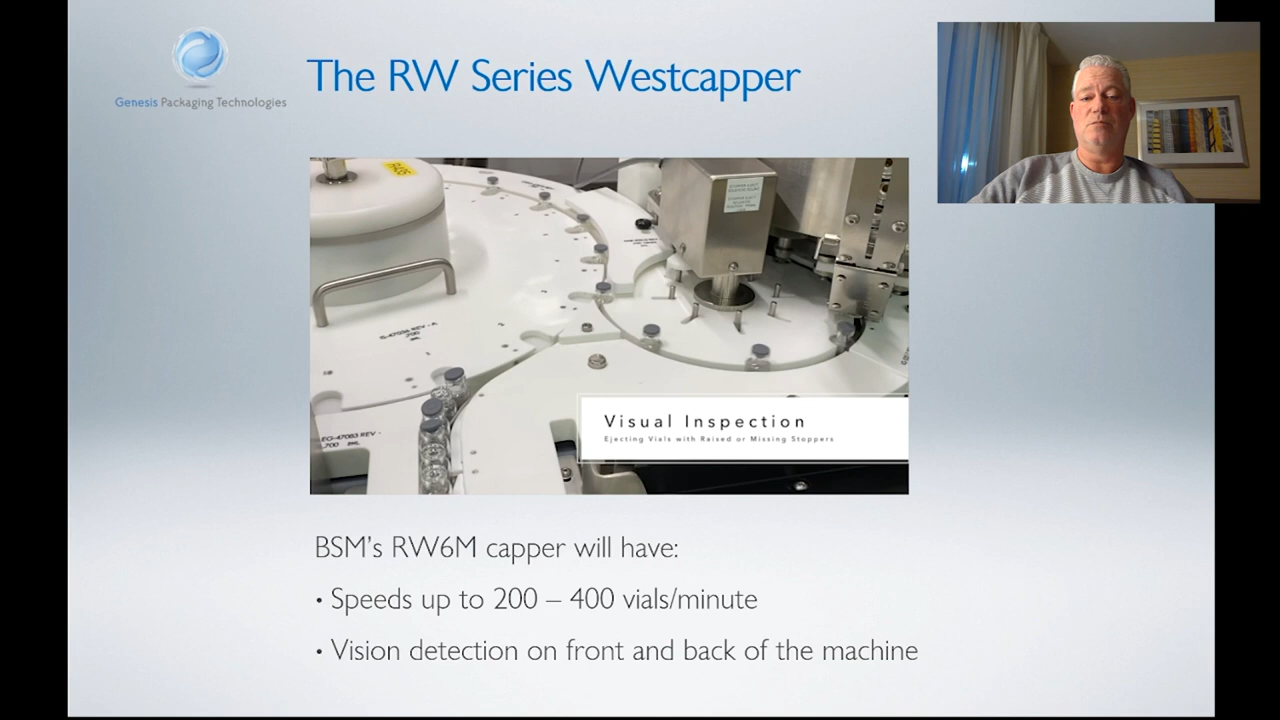 Genesis Packaging Technologies
The RW Series Westcapper
Visual Inspection
Ejecting Vials with Raised or Missing Stoppers
BSM's RW6M capper will have:
• Speeds up to 200 – 400 vials/minute
• Vision detection on front and back of the machine